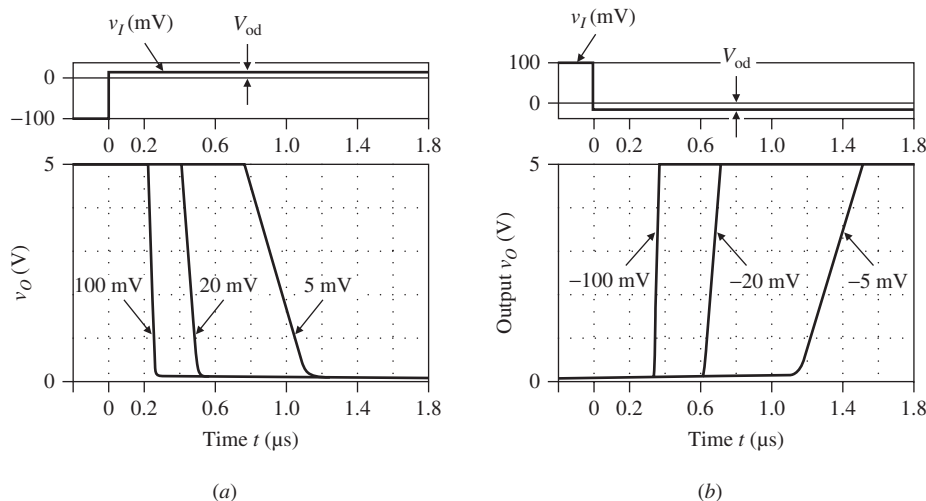 v_I (mV)
V_od
0
−100
0 0.2 0.6 1.0 1.4 1.8
5
v_O (V)
100 mV
20 mV
5 mV
0
0 0.2 0.6 1.0 1.4 1.8
Time t (μs)
(a)
v_I (mV)
V_od
100
0
0 0.2 0.6 1.0 1.4 1.8
5
Output v_O (V)
−100 mV
−20 mV
−5 mV
0
0 0.2 0.6 1.0 1.4 1.8
Time t (μs)
(b)